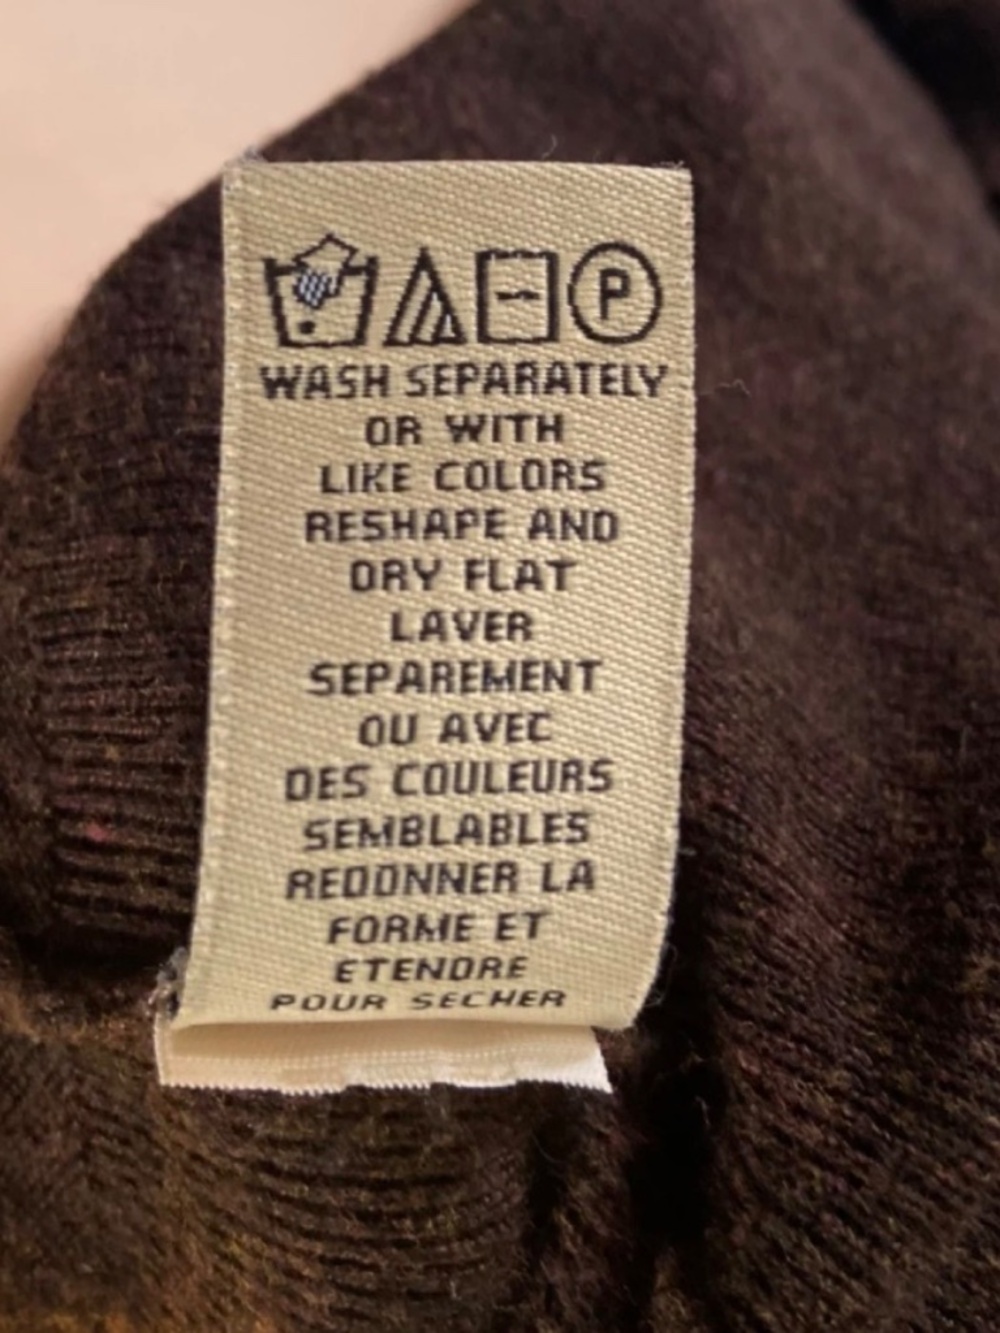 P
WASH SEPARATELY
OR WITH
LIKE COLORS
RESHAPE AND
DRY FLAT
LAVER
SEPAREMENT
OU AVEC
DES COULEURS
SEMBLABLES
REDONNER LA
FORME ET
ETENDRE
POUR SECHER